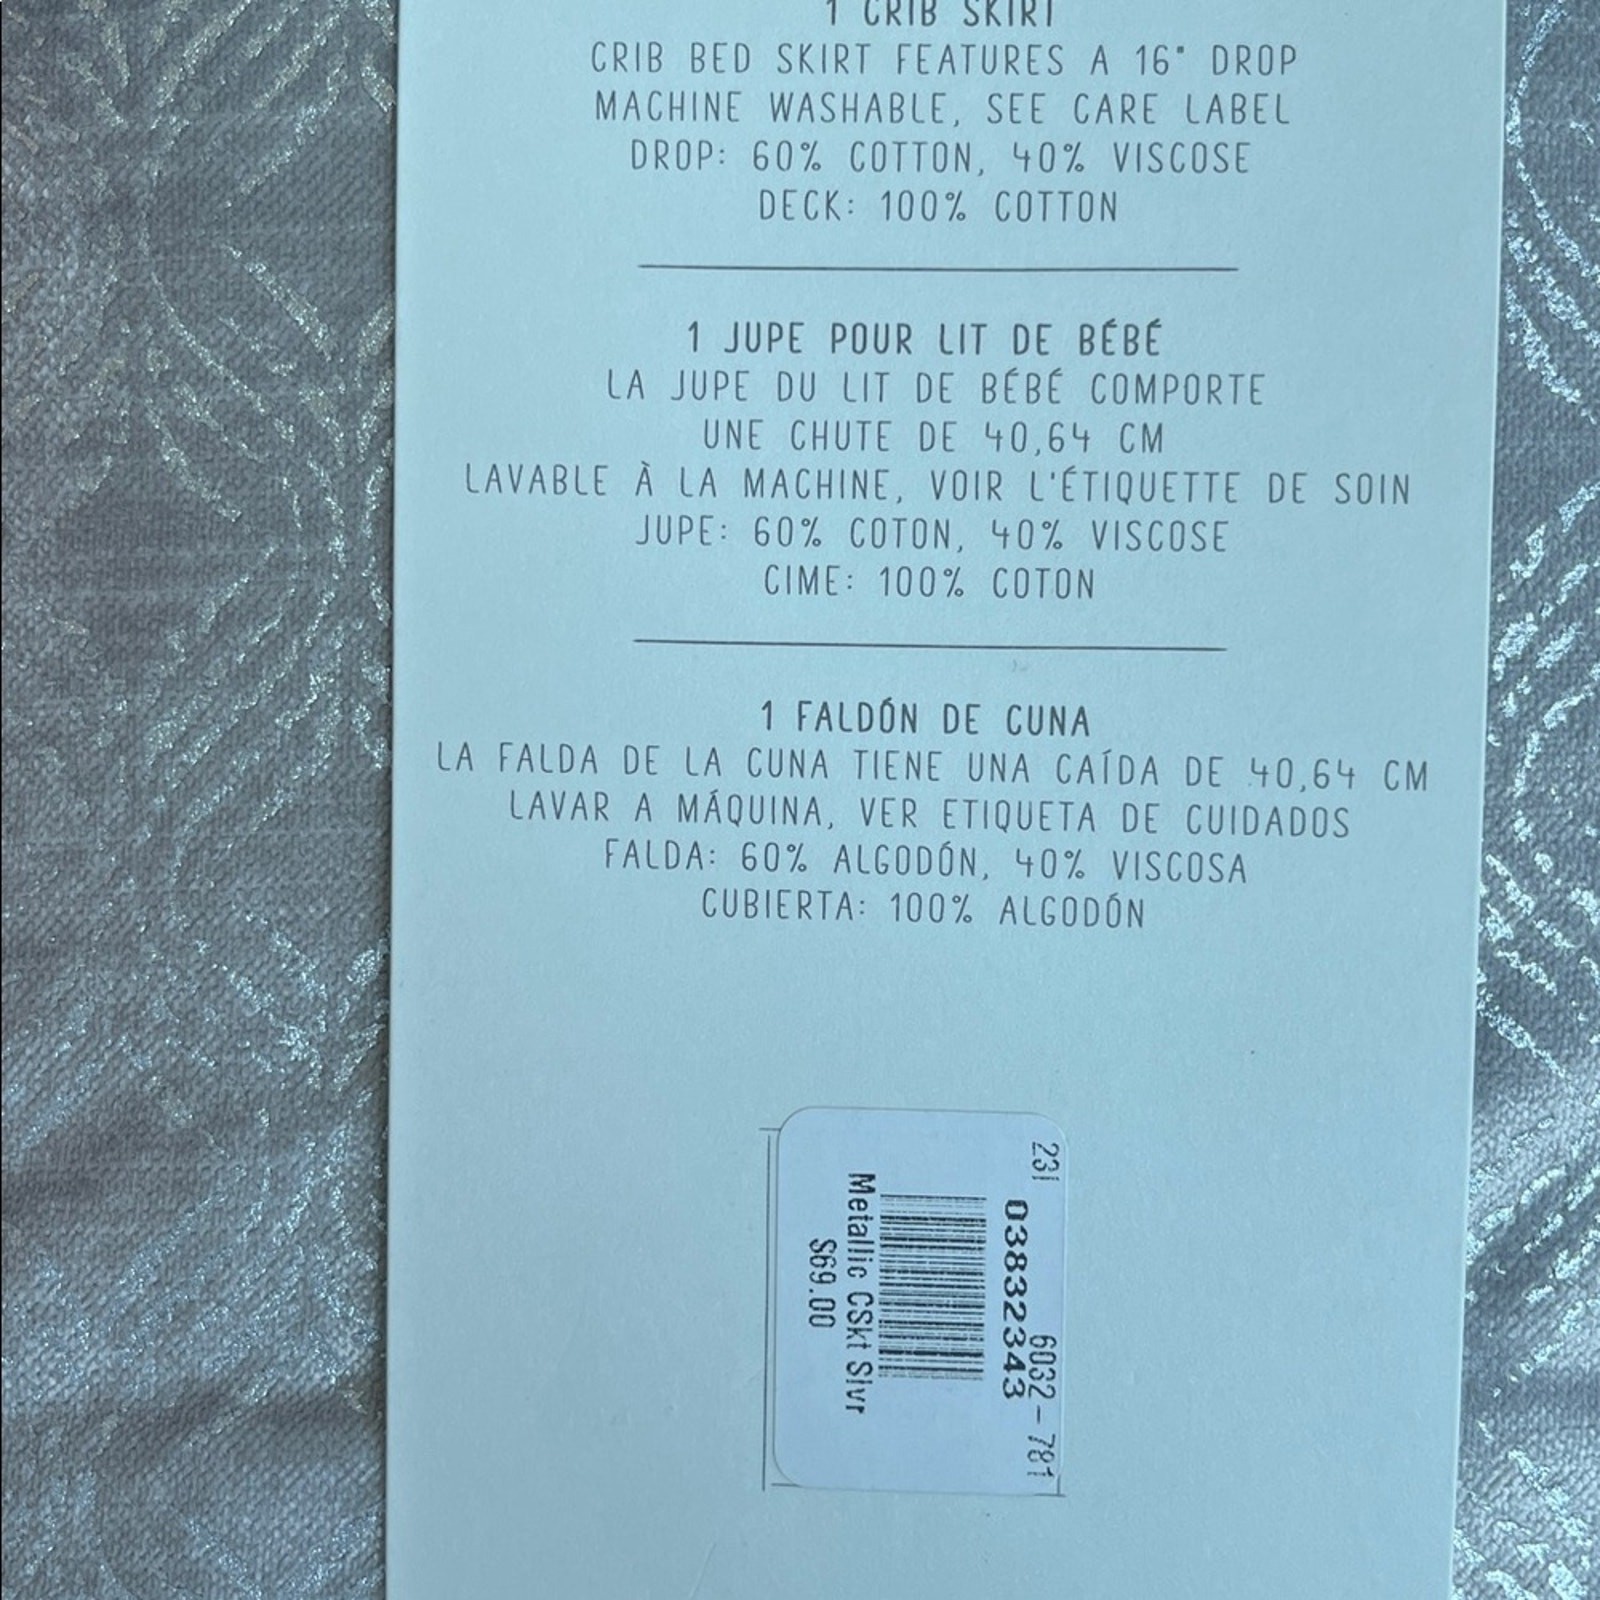 1 CRIB SKIRT
CRIB BED SKIRT FEATURES A 16" DROP
MACHINE WASHABLE, SEE CARE LABEL
DROP: 60% COTTON, 40% VISCOSE
DECK: 100% COTTON
1 JUPE POUR LIT DE BÉBÉ
LA JUPE DU LIT DE BÉBÉ COMPORTE
UNE CHUTE DE 40,64 CM
LAVABLE À LA MACHINE, VOIR L'ÉTIQUETTE DE SOIN
JUPE: 60% COTON, 40% VISCOSE
CIME: 100% COTON
1 FALDÓN DE CUNA
LA FALDA DE LA CUNA TIENE UNA CAÍDA DE 40,64 CM
LAVAR A MÁQUINA, VER ETIQUETA DE CUIDADOS
FALDA: 60% ALGODÓN, 40% VISCOSA
CUBIERTA: 100% ALGODÓN
6032-781
03832343
Metallic CSkt Slvr
$69.00